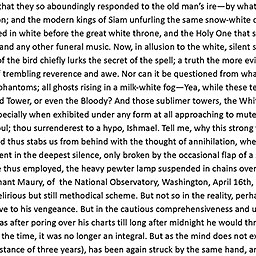 that they so aboundingly responded to the old man's ire—by what
on; and the modern kings of Siam unfurling the same snow-white
ed in white before the great white throne, and the Holy One that s
and any other funeral music. Now, in allusion to the white, silent s
of the bird chiefly lurks the secret of the spell; a truth the more evi
f trembling reverence and awe. Nor can it be questioned from wha
phantoms; all ghosts rising in a milk-white fog—Yea, while these te
d Tower, or even the Bloody? And those sublimer towers, the Whi
pecially when exhibited under any form at all approaching to mute
ul; thou surrenderest to a hypo, Ishmael. Tell me, why this strong
d thus stabs us from behind with the thought of annihilation, whe
ent in the deepest silence, only broken by the occasional flap of a
e thus employed, the heavy pewter lamp suspended in chains over
nant Maury, of the National Observatory, Washington, April 16th,
elirious but still methodical scheme. But not so in the reality, perha
ve to his vengeance. But in the cautious comprehensiveness and u
as after poring over his charts till long after midnight he would thr
the time, it was no longer an integral. But as the mind does not ex
stance of three years), has been again struck by the same hand, an